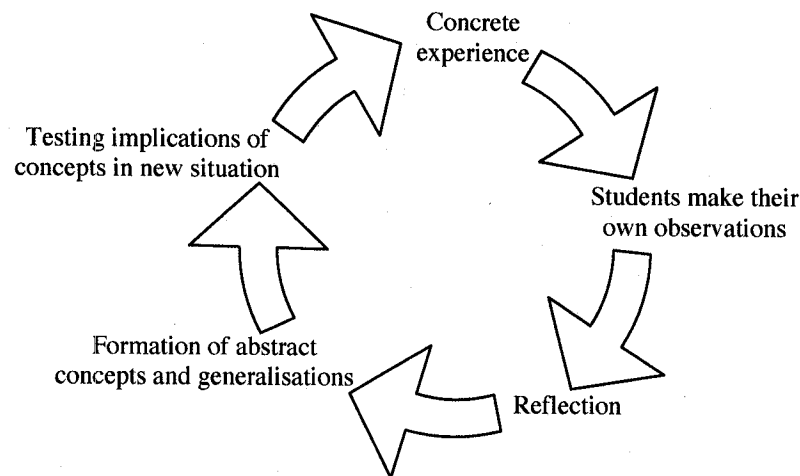 Concrete
experience
Students make their
own observations
Reflection
Formation of abstract
concepts and generalisations
Testing implications of
concepts in new situation